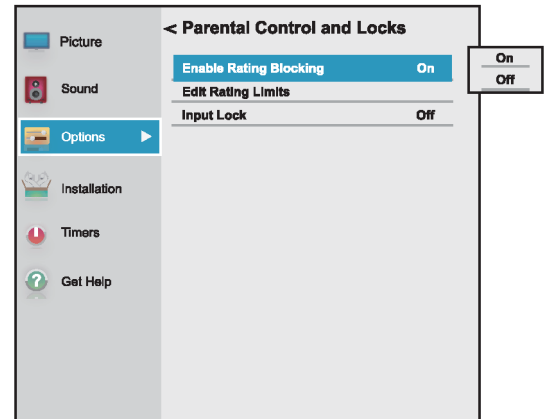 Picture
Sound
Options
Installation
Timers
Get Help
< Parental Control and Locks
Enable Rating Blocking On
Edit Rating Limits
Input Lock Off
On
Off